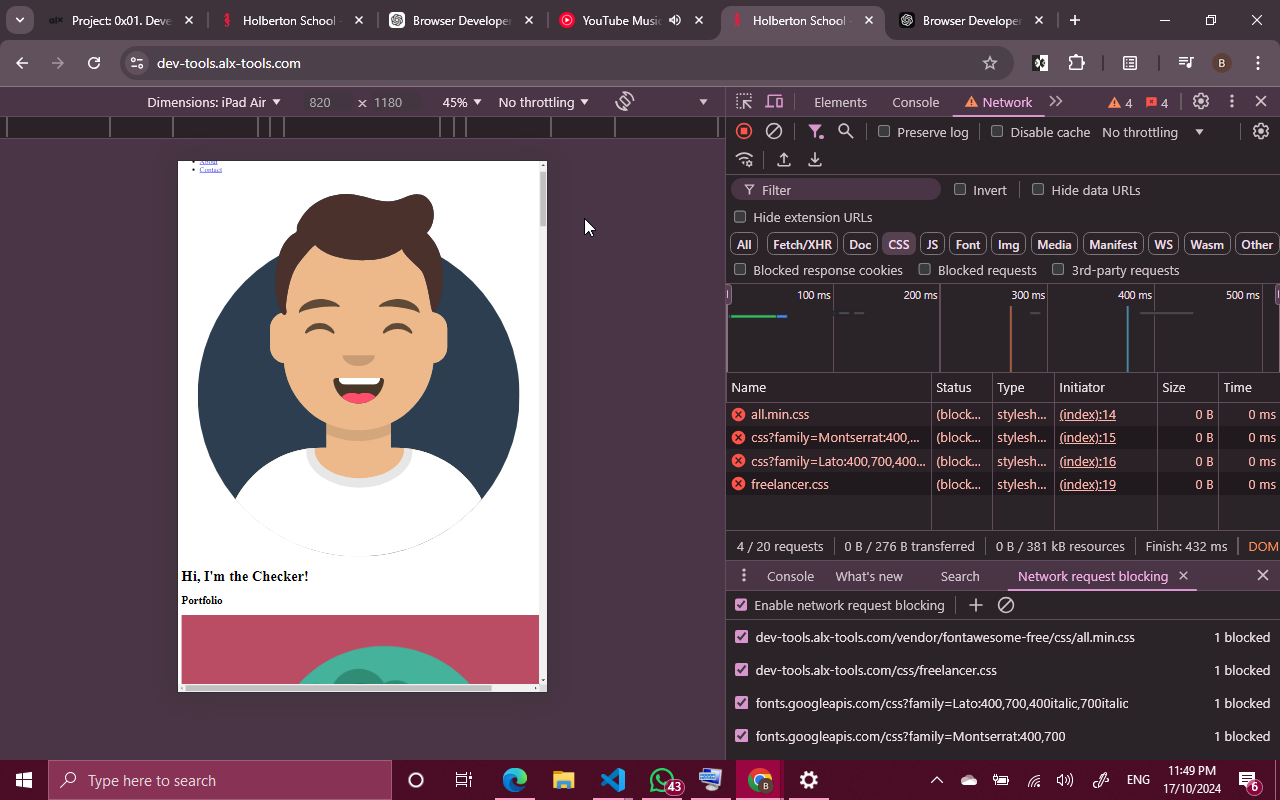 Project: 0x01. Deve
Holberton School -
Browser Developer
YouTube Music
Holberton School -
Browser Developer
dev-tools.alx-tools.com
B
Dimensions: iPad Air
820
×
1180
45%
No throttling
Elements
Console
Network
4
4
Preserve log
Disable cache
No throttling
Filter
Invert
Hide data URLs
Hide extension URLs
All
Fetch/XHR
Doc
CSS
JS
Font
Img
Media
Manifest
WS
Wasm
Other
Blocked response cookies
Blocked requests
3rd-party requests
100 ms
200 ms
300 ms
400 ms
500 ms
Name
Status
Type
Initiator
Size
Time
all.min.css
(block...
stylesh...
(index):14
0 B
0 ms
css?family=Montserrat:400,...
(block...
stylesh...
(index):15
0 B
0 ms
css?family=Lato:400,700,400...
(block...
stylesh...
(index):16
0 B
0 ms
freelancer.css
(block...
stylesh...
(index):19
0 B
0 ms
4 / 20 requests
0 B / 276 B transferred
0 B / 381 kB resources
Finish: 432 ms
DOM
Console
What's new
Search
Network request blocking
Enable network request blocking
dev-tools.alx-tools.com/vendor/fontawesome-free/css/all.min.css
1 blocked
dev-tools.alx-tools.com/css/freelancer.css
1 blocked
fonts.googleapis.com/css?family=Lato:400,700,400italic,700italic
1 blocked
fonts.googleapis.com/css?family=Montserrat:400,700
1 blocked
About
Contact
Hi, I'm the Checker!
Portfolio
Type here to search
43
B
ENG
11:49 PM
17/10/2024
6